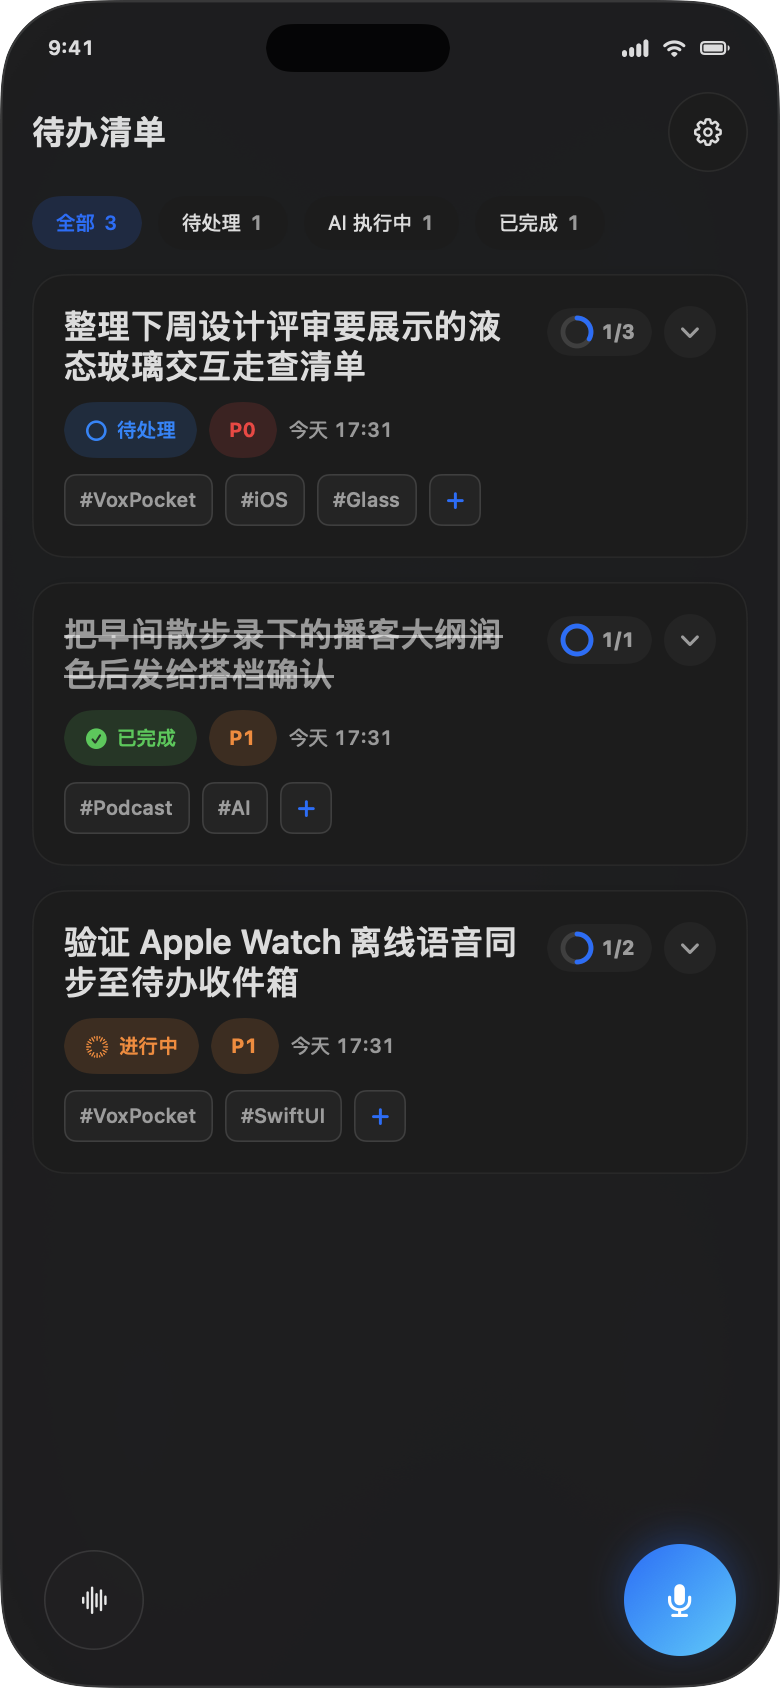 9:41
待办清单
全部 3 待处理 1 AI 执行中 1 已完成 1
整理下周设计评审要展示的液
态玻璃交互走查清单
1/3
待处理 P0 今天 17:31
#VoxPocket #iOS #Glass +
把早间散步录下的播客大纲润
色后发给搭档确认
1/1
已完成 P1 今天 17:31
#Podcast #AI +
验证 Apple Watch 离线语音同
步至待办收件箱
1/2
进行中 P1 今天 17:31
#VoxPocket #SwiftUI +